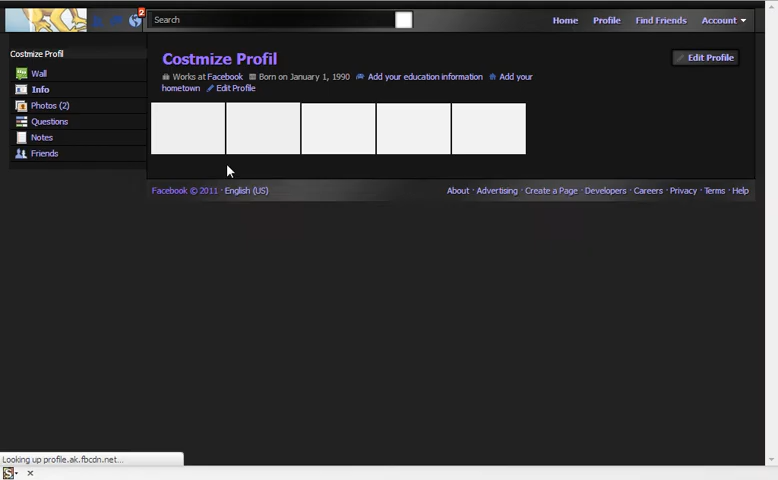 2
Search
Home Profile Find Friends Account
Costmize Profil
Wall
Info
Photos (2)
Questions
Notes
Friends
Costmize Profil
Works at Facebook Born on January 1, 1990 Add your education information Add your
hometown Edit Profile
Edit Profile
Facebook © 2011 · English (US)
About · Advertising · Create a Page · Developers · Careers · Privacy · Terms · Help
Looking up profile.ak.fbcdn.net...
S